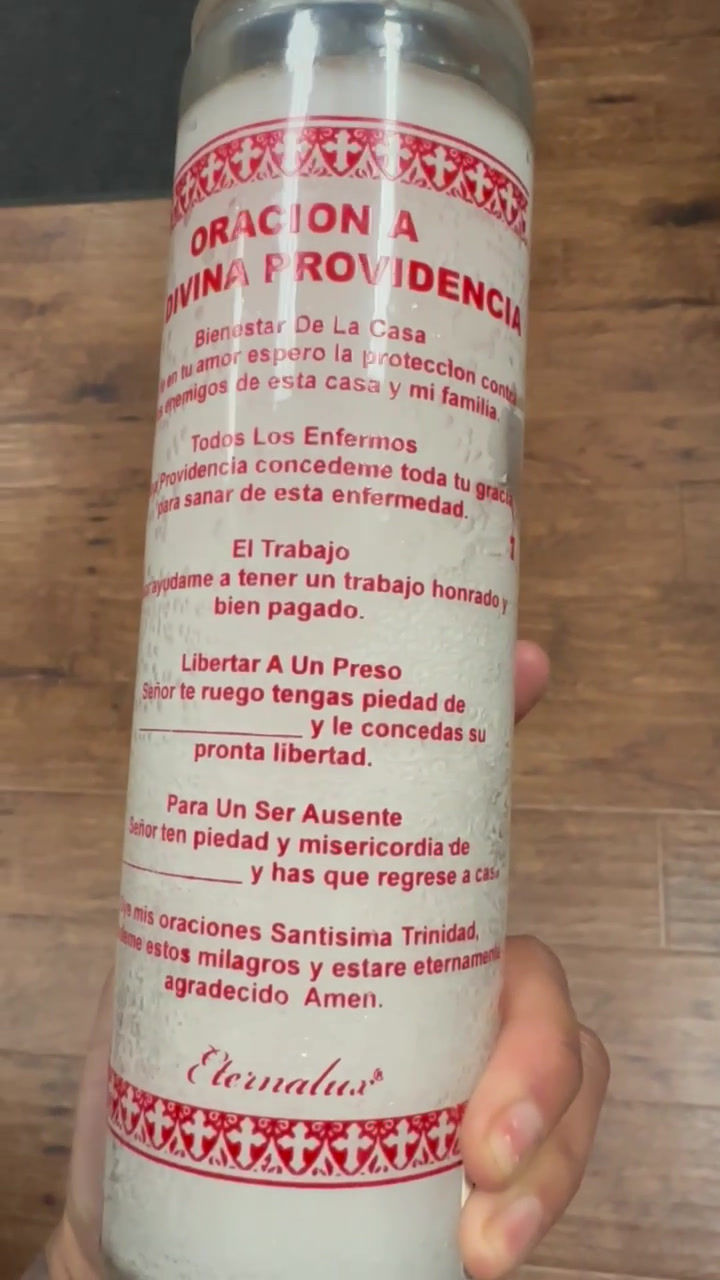 ORACION A
DIVINA PROVIDENCIA
Bienestar De La Casa
en tu amor espero la proteccion
enemigos de esta casa y mi familia.
Todos Los Enfermos
Providencia concedeme toda tu gracia
para sanar de esta enfermedad.
El Trabajo
ayudame a tener un trabajo honrado y
bien pagado.
Libertar A Un Preso
Señor te ruego tengas piedad de
____________ y le concedas su
pronta libertad.
Para Un Ser Ausente
Señor ten piedad y misericordia de
____________ y has que regrese a
mis oraciones Santisima Trinidad,
estos milagros y estare
agradecido Amen.
Eternalux®